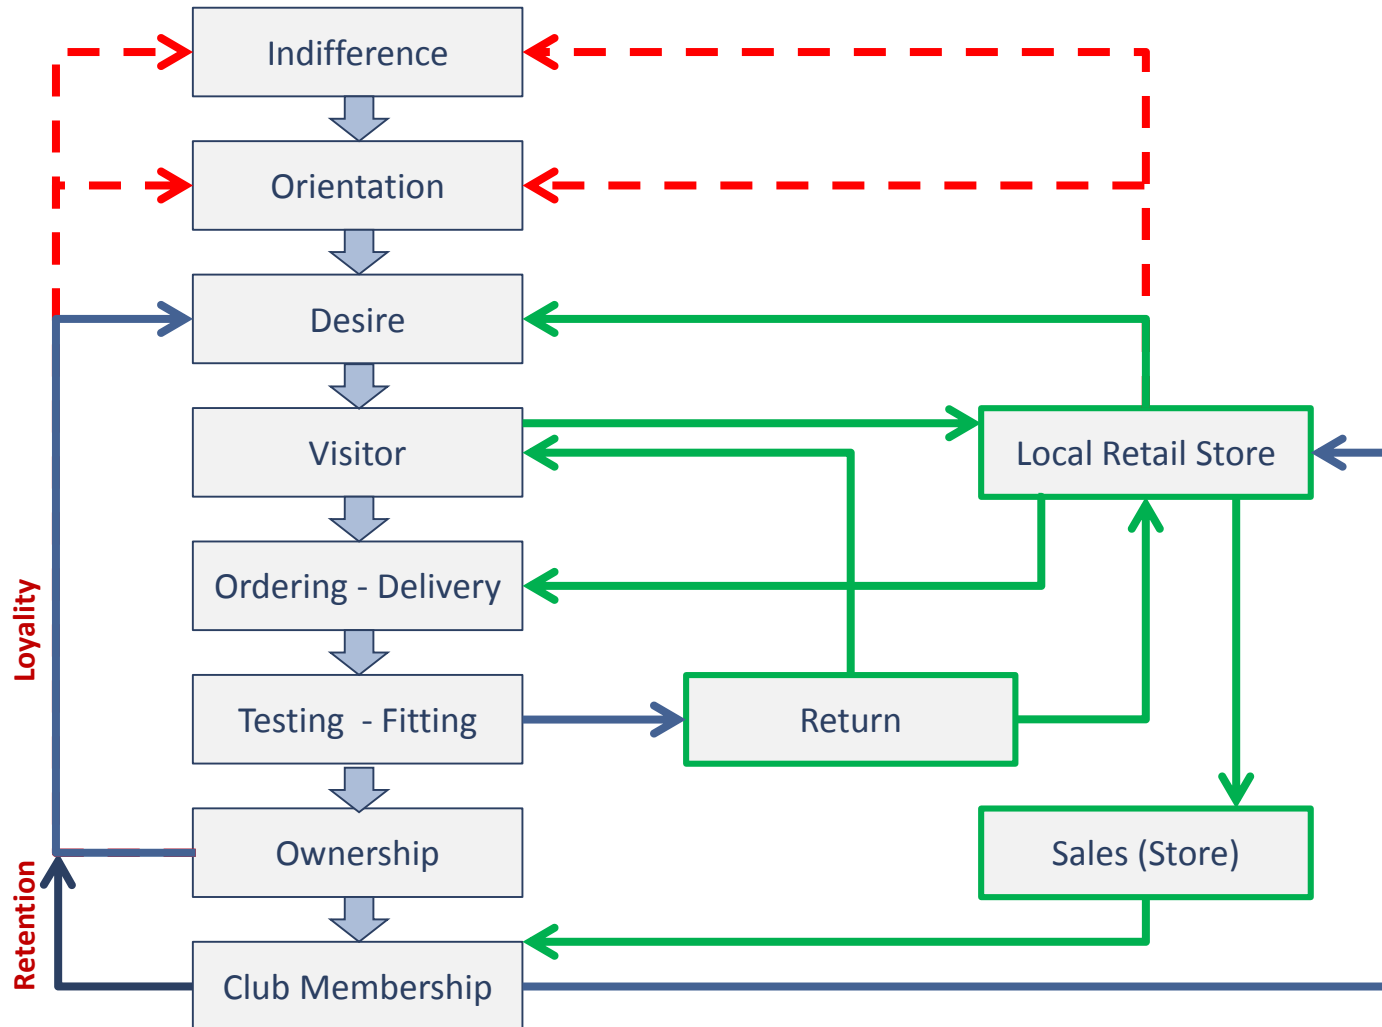 Indifference
Orientation
Desire
Visitor
Local Retail Store
Ordering - Delivery
Loyality
Testing  - Fitting
Return
Ownership
Sales (Store)
Retention
Club Membership